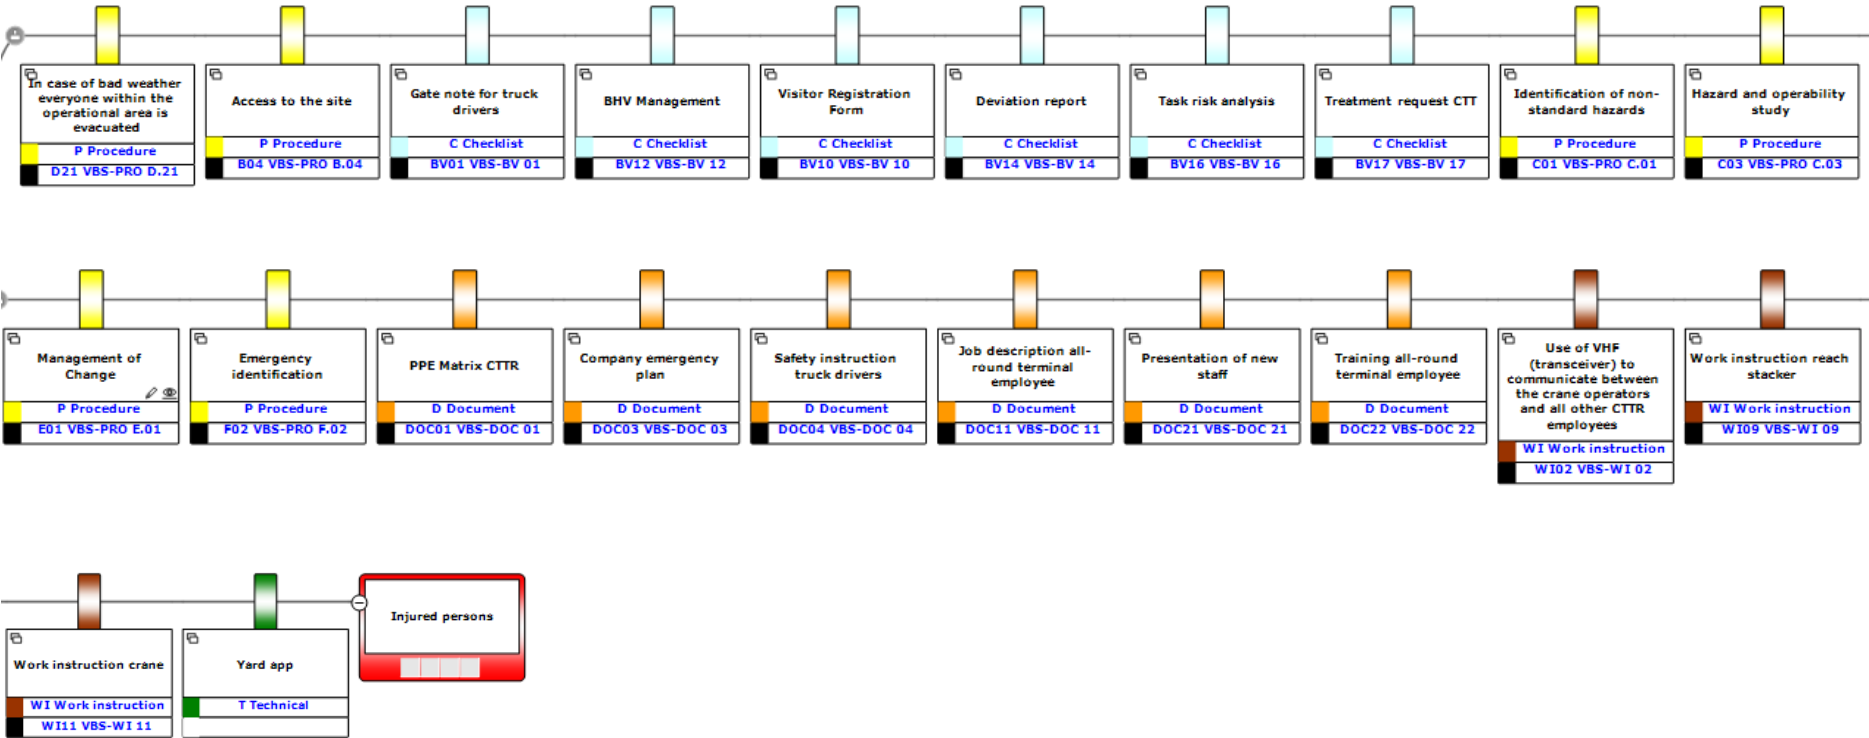 In case of bad weather
everyone within the
operational area is
evacuated
P Procedure
D21 VBS-PRO D.21
Access to the site
P Procedure
B04 VBS-PRO B.04
Gate note for truck
drivers
C Checklist
BV01 VBS-BV 01
BHV Management
C Checklist
BV12 VBS-BV 12
Visitor Registration
Form
C Checklist
BV10 VBS-BV 10
Deviation report
C Checklist
BV14 VBS-BV 14
Task risk analysis
C Checklist
BV16 VBS-BV 16
Treatment request CTT
C Checklist
BV17 VBS-BV 17
Identification of non-
standard hazards
P Procedure
C01 VBS-PRO C.01
Hazard and operability
study
P Procedure
C03 VBS-PRO C.03
Management of
Change
P Procedure
E01 VBS-PRO E.01
Emergency
identification
P Procedure
F02 VBS-PRO F.02
PPE Matrix CTTR
D Document
DOC01 VBS-DOC 01
Company emergency
plan
D Document
DOC03 VBS-DOC 03
Safety instruction
truck drivers
D Document
DOC04 VBS-DOC 04
Job description all-
round terminal
employee
D Document
DOC11 VBS-DOC 11
Presentation of new
staff
D Document
DOC21 VBS-DOC 21
Training all-round
terminal employee
D Document
DOC22 VBS-DOC 22
Use of VHF
(transceiver) to
communicate between
the crane operators
and all other CTTR
employees
WI Work instruction
WI02 VBS-WI 02
Work instruction reach
stacker
WI Work instruction
WI09 VBS-WI 09
Work instruction crane
WI Work instruction
WI11 VBS-WI 11
Yard app
T Technical
Injured persons